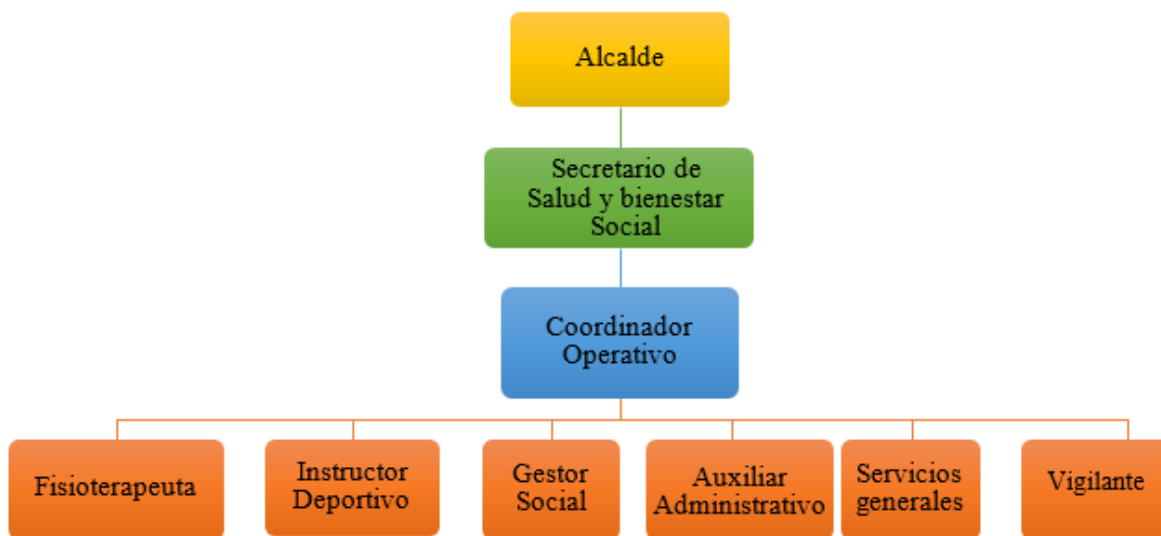 Alcalde
Secretario de
Salud y bienestar
Social
Coordinador
Operativo
Fisioterapeuta
Instructor
Deportivo
Gestor
Social
Auxiliar
Administrativo
Servicios
generales
Vigilante